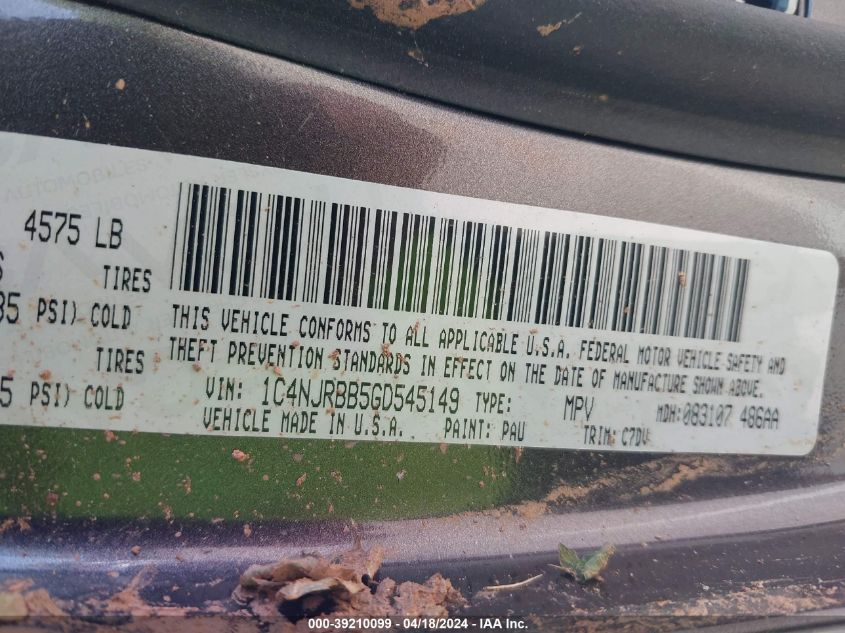 4575 LB
TIRES
PSI) COLD
TIRES
5 PSI) COLD
THIS VEHICLE CONFORMS TO ALL APPLICABLE U.S.A. FEDERAL MOTOR VEHICLE SAFETY AND
THEFT PREVENTION STANDARDS IN EFFECT ON THE DATE OF MANUFACTURE SHOWN ABOVE.
VIN: 1C4NJRBB5GD545149 TYPE: MPV MDH:083107 486AA
VEHICLE MADE IN U.S.A. PAINT: PAU TRIM: C7DV
000-39210099 - 04/18/2024 - IAA Inc.